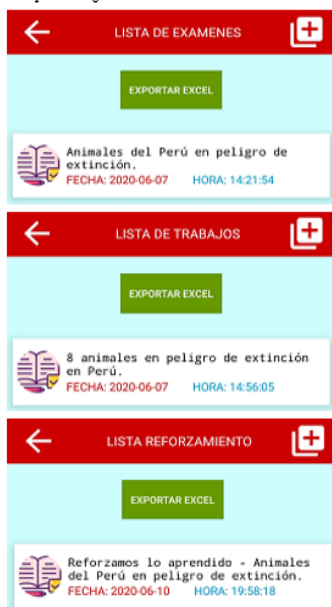 LISTA DE EXAMENES
EXPORTAR EXCEL
Animales del Perú en peligro de
extinción.
FECHA: 2020-06-07 HORA: 14:21:54
LISTA DE TRABAJOS
EXPORTAR EXCEL
8 animales en peligro de extinción
en Perú.
FECHA: 2020-06-07 HORA: 14:56:05
LISTA REFORZAMIENTO
EXPORTAR EXCEL
Reforzamos lo aprendido - Animales
del Perú en peligro de extinción.
FECHA: 2020-06-10 HORA: 19:58:18